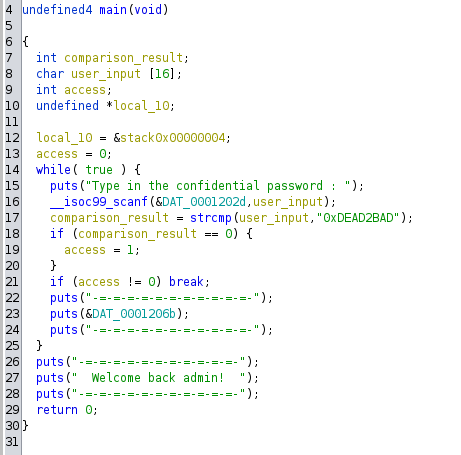 4 undefined4 main(void)
5
6 {
7 int comparison_result;
8 char user_input [16];
9 int access;
10 undefined *local_10;
11
12 local_10 = &stack0x00000004;
13 access = 0;
14 while( true ) {
15 puts("Type in the confidential password : ");
16 __isoc99_scanf(&DAT_0001202d,user_input);
17 comparison_result = strcmp(user_input,"0xDEAD2BAD");
18 if (comparison_result == 0) {
19 access = 1;
20 }
21 if (access != 0) break;
22 puts("-=-=-=-=-=-=-=-=-=-=-=-");
23 puts(&DAT_0001206b);
24 puts("-=-=-=-=-=-=-=-=-=-=-=-");
25 }
26 puts("-=-=-=-=-=-=-=-=-=-=-=-");
27 puts("  Welcome back admin!  ");
28 puts("-=-=-=-=-=-=-=-=-=-=-=-");
29 return 0;
30 }
31